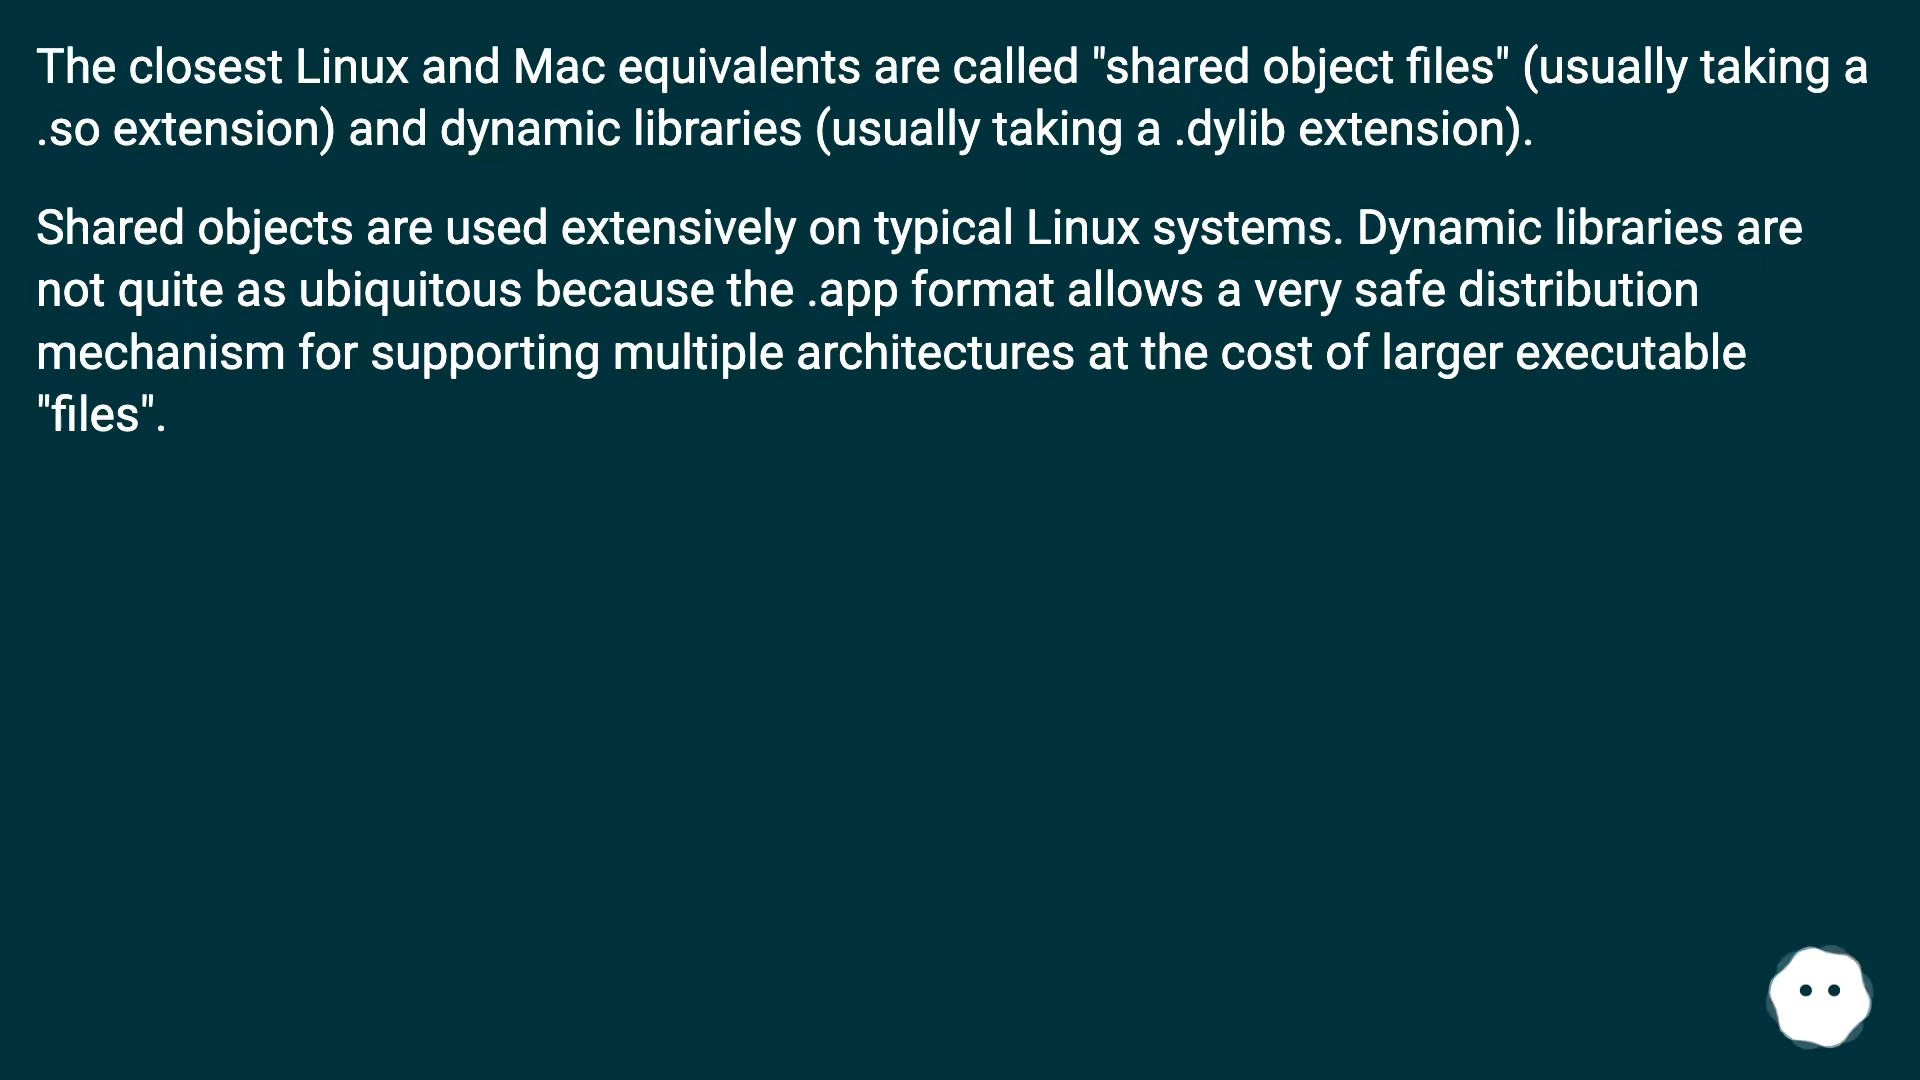 The closest Linux and Mac equivalents are called "shared object files" (usually taking a
.so extension) and dynamic libraries (usually taking a .dylib extension).
Shared objects are used extensively on typical Linux systems. Dynamic libraries are
not quite as ubiquitous because the .app format allows a very safe distribution
mechanism for supporting multiple architectures at the cost of larger executable
"files".